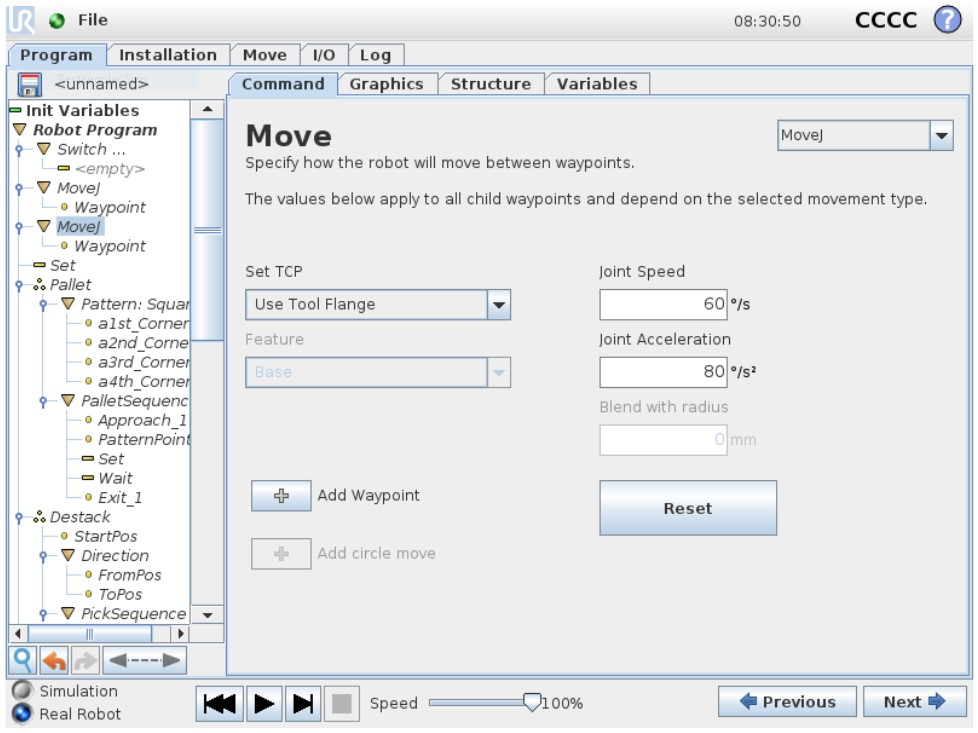 UR File 08:30:50 CCCC ?
Program Installation Move I/O Log
<unnamed>
Command Graphics Structure Variables
Init Variables
Robot Program
Switch ...
<empty>
MoveJ
Waypoint
MoveJ
Waypoint
Set
Pallet
Pattern: Squar
a1st_Corner
a2nd_Corne
a3rd_Corner
a4th_Corner
PalletSequenc
Approach_1
PatternPoint
Set
Wait
Exit_1
Destack
StartPos
Direction
FromPos
ToPos
PickSequence
Move
MoveJ
Specify how the robot will move between waypoints.
The values below apply to all child waypoints and depend on the selected movement type.
Set TCP
Use Tool Flange
Feature
Base
Joint Speed
60 °/s
Joint Acceleration
80 °/s²
Blend with radius
0 mm
Add Waypoint
Add circle move
Reset
Simulation
Real Robot
Speed 100%
Previous Next